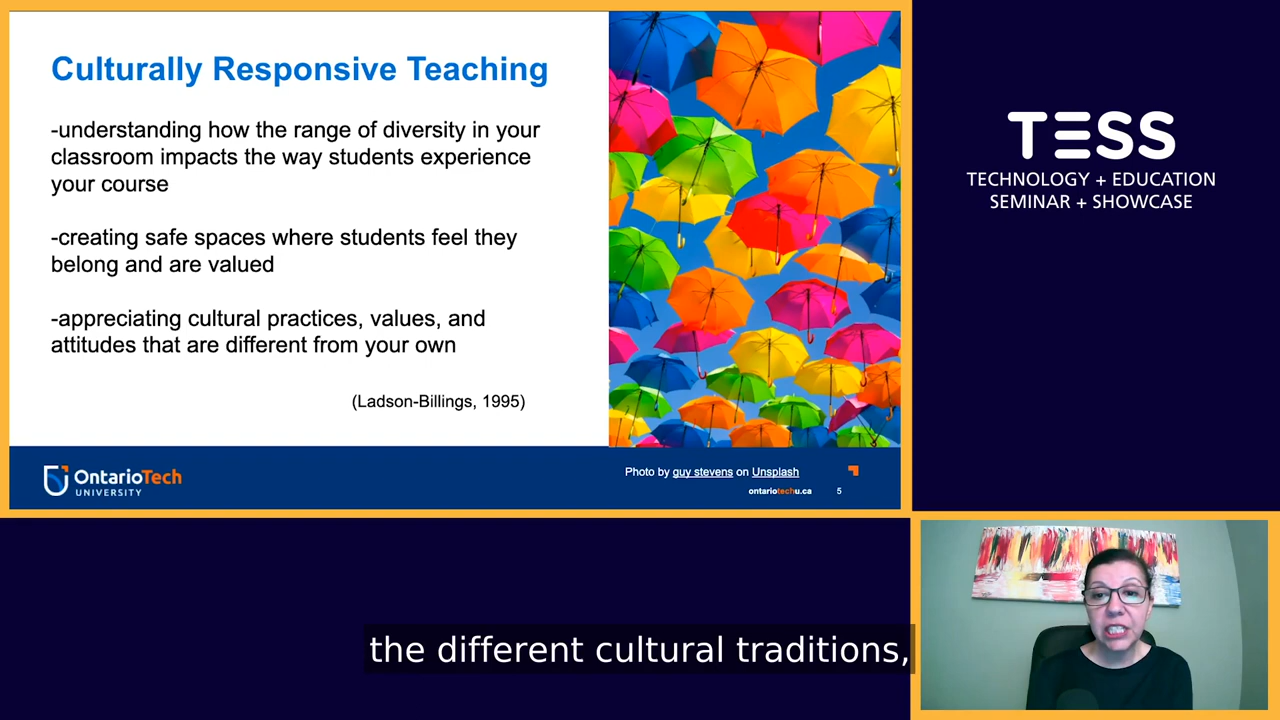 Culturally Responsive Teaching
-understanding how the range of diversity in your
classroom impacts the way students experience
your course
-creating safe spaces where students feel they
belong and are valued
-appreciating cultural practices, values, and
attitudes that are different from your own
(Ladson-Billings, 1995)
OntarioTech
UNIVERSITY
Photo by guy stevens on Unsplash
ontariotechu.ca
5
TESS
TECHNOLOGY + EDUCATION
SEMINAR + SHOWCASE
the different cultural traditions,